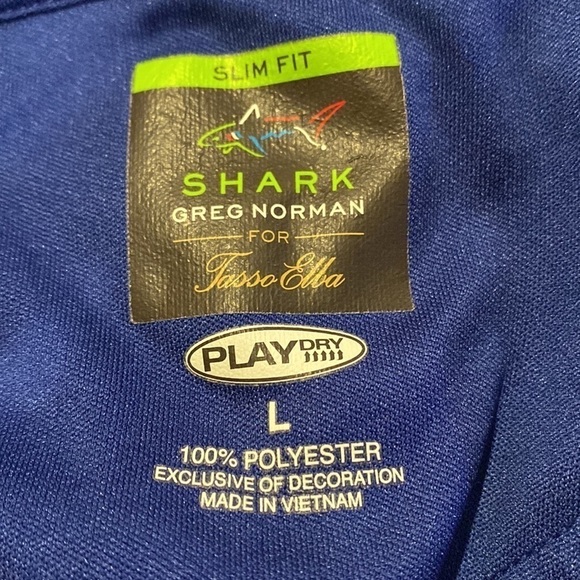 SLIM FIT
SHARK
GREG NORMAN
FOR
Tasso Elba
PLAYDRY
L
100% POLYESTER
EXCLUSIVE OF DECORATION
MADE IN VIETNAM